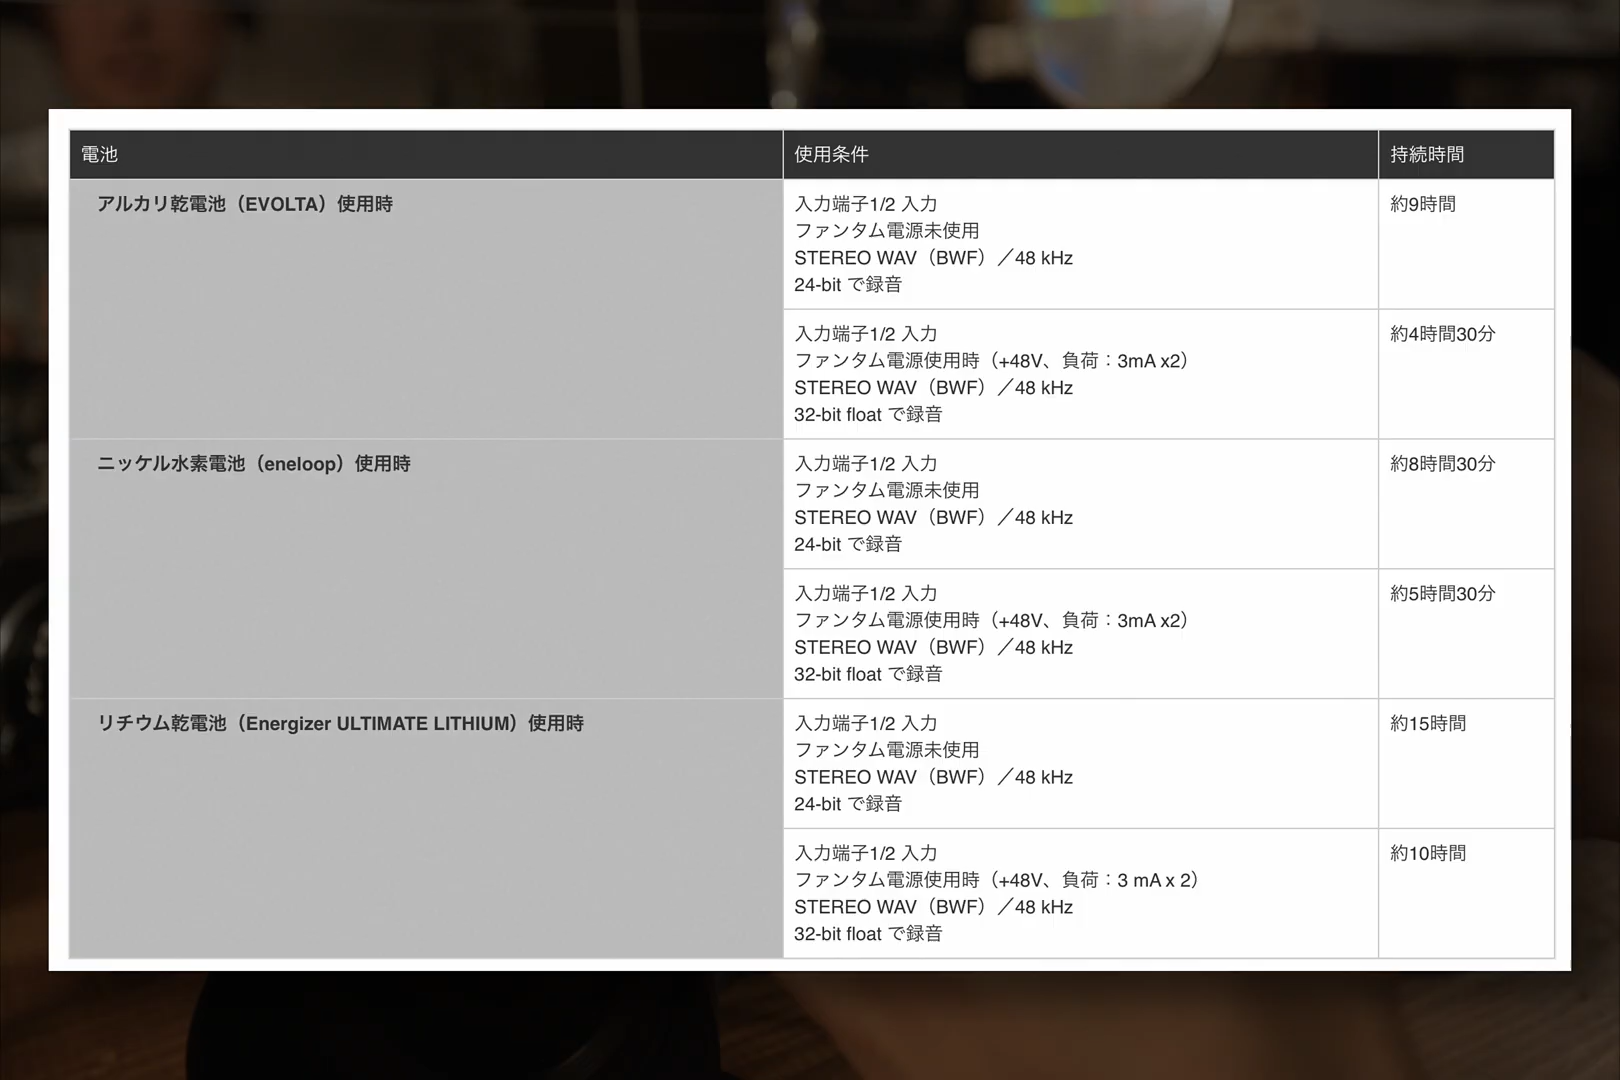 電池
使用条件
持続時間
アルカリ乾電池（EVOLTA）使用時
入力端子1/2 入力
ファンタム電源未使用
STEREO WAV（BWF）／48 kHz
24-bit で録音
約9時間
入力端子1/2 入力
ファンタム電源使用時（+48V、負荷：3mA x2）
STEREO WAV（BWF）／48 kHz
32-bit float で録音
約4時間30分
ニッケル水素電池（eneloop）使用時
入力端子1/2 入力
ファンタム電源未使用
STEREO WAV（BWF）／48 kHz
24-bit で録音
約8時間30分
入力端子1/2 入力
ファンタム電源使用時（+48V、負荷：3mA x2）
STEREO WAV（BWF）／48 kHz
32-bit float で録音
約5時間30分
リチウム乾電池（Energizer ULTIMATE LITHIUM）使用時
入力端子1/2 入力
ファンタム電源未使用
STEREO WAV（BWF）／48 kHz
24-bit で録音
約15時間
入力端子1/2 入力
ファンタム電源使用時（+48V、負荷：3 mA x 2）
STEREO WAV（BWF）／48 kHz
32-bit float で録音
約10時間